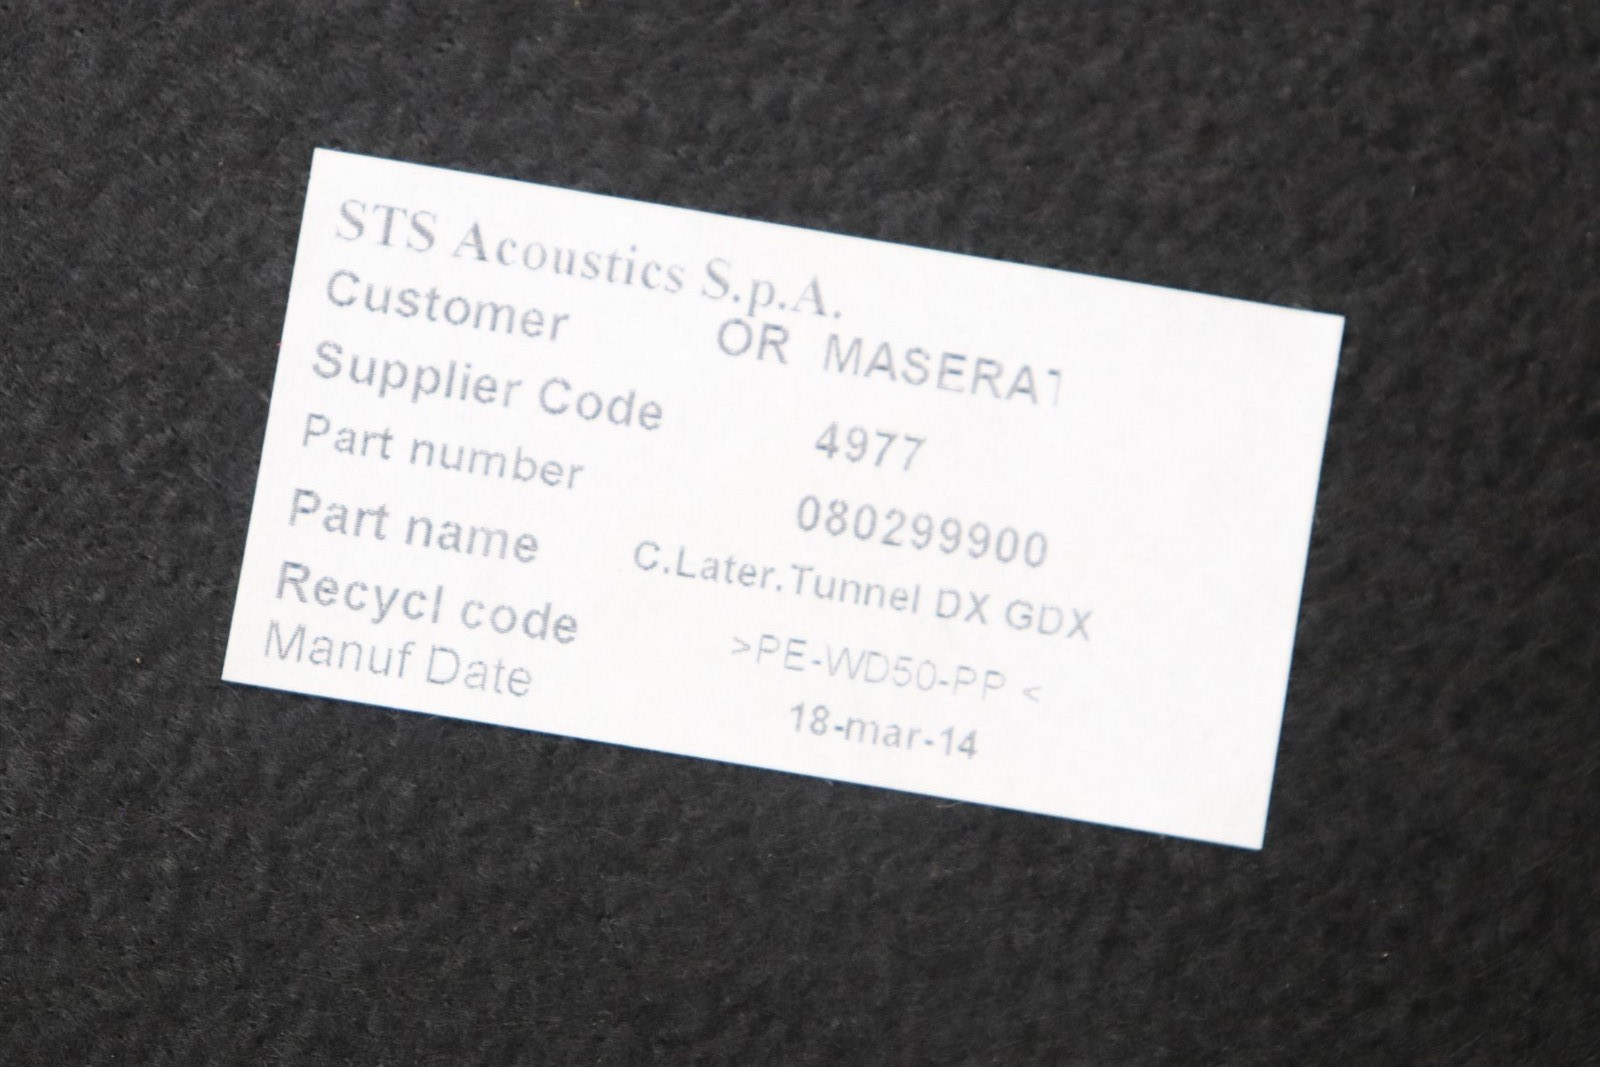 STS Acoustics S.p.A.
Customer OR MASERAT
Supplier Code 4977
Part number 080299900
Part name C.Later.Tunnel DX GDX
Recycl code >PE-WD50-PP <
Manuf Date 18-mar-14